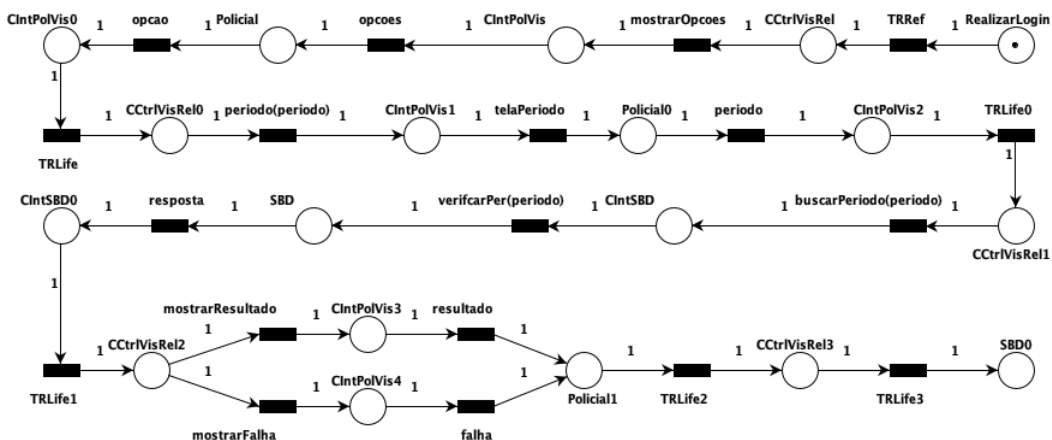 CIntPolVis0 1 opcao 1 Policial 1 opcoes 1 CIntPolVis 1 mostrarOpcoes 1 CCtrlVisRel 1 TRRef 1 RealizarLogin
1
CCtrlVisRel0 periodo(periodo) CIntPolVis1 telaPeriodo Policial0 periodo CIntPolVis2 TRLife0
1 1 1 1 1 1 1 1 1
TRLife
1
CIntSBD0 resposta SBD verifcarPer(periodo) CIntSBD buscarPeriodo(periodo)
1 1 1 1 1 1
CCtrlVisRel1
1
mostrarResultado CIntPolVis3 resultado
1 1 1 1
CCtrlVisRel2 CCtrlVisRel3 SBD0
1 1 1 1 1
1 CIntPolVis4 1
1 1
TRLife1 Policial1 TRLife2 TRLife3
mostrarFalha falha